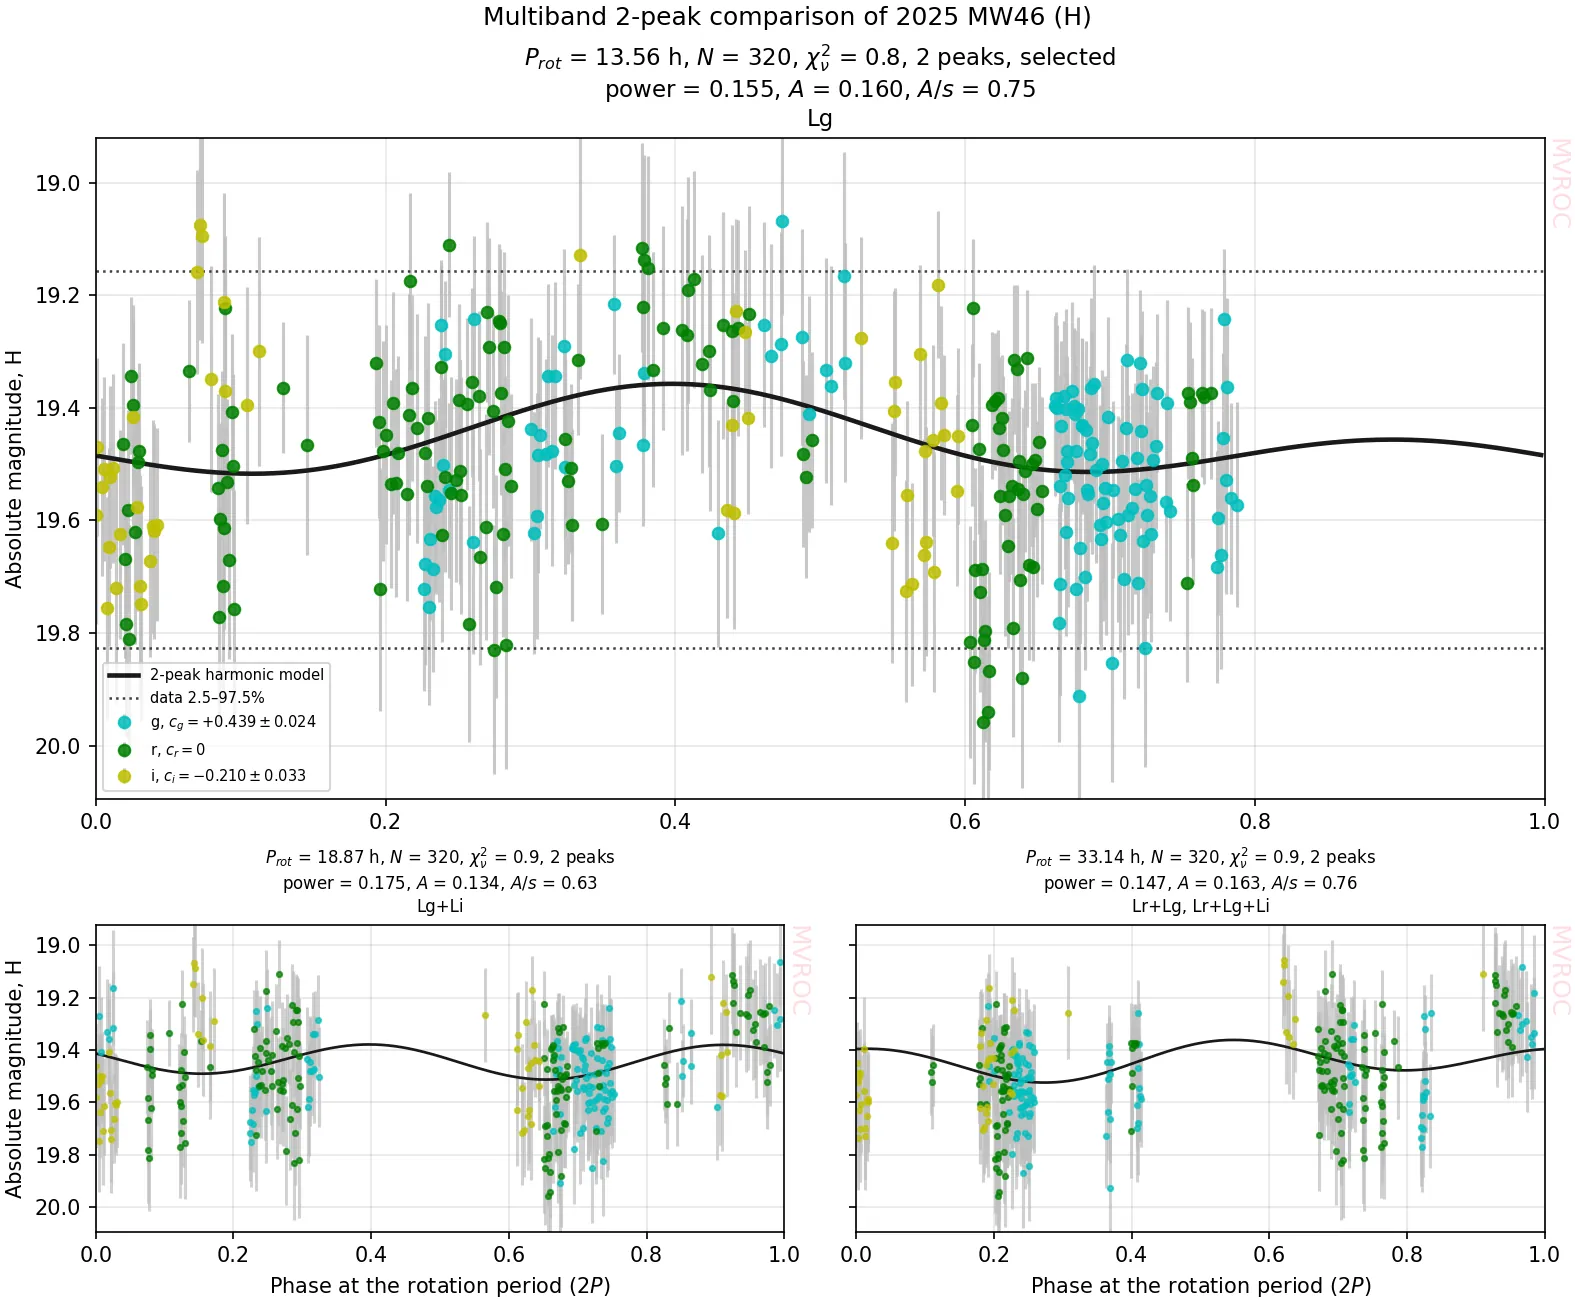 Multiband 2-peak comparison of 2025 MW46 (H)
P_rot = 13.56 h, N = 320, χ²_ν = 0.8, 2 peaks, selected
power = 0.155, A = 0.160, A/s = 0.75
Lg
MVROC
Absolute magnitude, H
19.0
19.2
19.4
19.6
19.8
20.0
2-peak harmonic model
data 2.5–97.5%
g, c_g = +0.439 ± 0.024
r, c_r = 0
i, c_i = −0.210 ± 0.033
0.0 0.2 0.4 0.6 0.8 1.0
P_rot = 18.87 h, N = 320, χ²_ν = 0.9, 2 peaks
power = 0.175, A = 0.134, A/s = 0.63
Lg+Li
MVROC
Absolute magnitude, H
19.0
19.2
19.4
19.6
19.8
20.0
0.0 0.2 0.4 0.6 0.8 1.0
Phase at the rotation period (2P)
P_rot = 33.14 h, N = 320, χ²_ν = 0.9, 2 peaks
power = 0.147, A = 0.163, A/s = 0.76
Lr+Lg, Lr+Lg+Li
MVROC
0.0 0.2 0.4 0.6 0.8 1.0
Phase at the rotation period (2P)